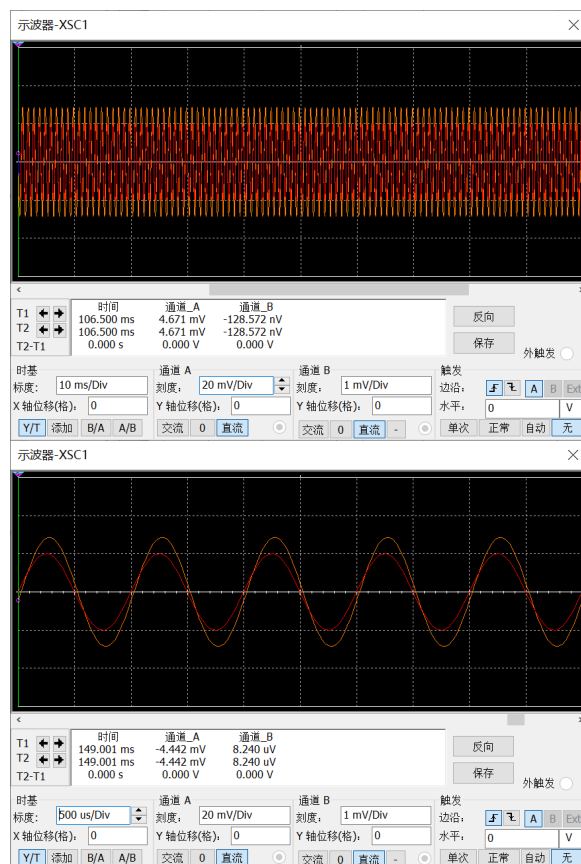 示波器-XSC1
时间 通道_A 通道_B
T1 106.500 ms 4.671 mV -128.572 nV
T2 106.500 ms 4.671 mV -128.572 nV
T2-T1 0.000 s 0.000 V 0.000 V
反向
保存
外触发
时基 通道 A 通道 B 触发
标度: 10 ms/Div 刻度: 20 mV/Div 刻度: 1 mV/Div 边沿: A B Ext
X 轴位移(格): 0 Y 轴位移(格): 0 Y 轴位移(格): 0 水平: 0 V
Y/T 添加 B/A A/B 交流 0 直流 交流 0 直流 - 单次 正常 自动 无
示波器-XSC1
时间 通道_A 通道_B
T1 149.001 ms -4.442 mV 8.240 uV
T2 149.001 ms -4.442 mV 8.240 uV
T2-T1 0.000 s 0.000 V 0.000 V
反向
保存
外触发
时基 通道 A 通道 B 触发
标度: 500 us/Div 刻度: 20 mV/Div 刻度: 1 mV/Div 边沿: A B Ext
X 轴位移(格): 0 Y 轴位移(格): 0 Y 轴位移(格): 0 水平: 0 V
Y/T 添加 B/A A/B 交流 0 直流 交流 0 直流 - 单次 正常 自动 无